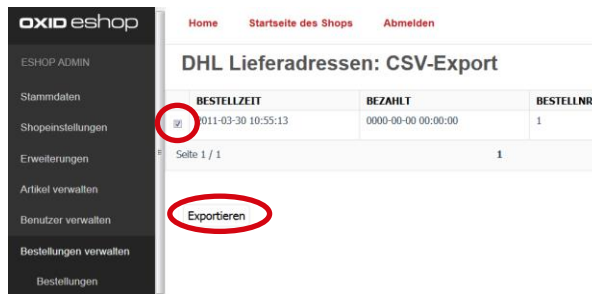 OXID eshop
Home Startseite des Shops Abmelden
ESHOP ADMIN
DHL Lieferadressen: CSV-Export
Stammdaten
BESTELLZEIT BEZAHLT BESTELLNR
2011-03-30 10:55:13 0000-00-00 00:00:00 1
Shopeinstellungen
Seite 1 / 1 1
Erweiterungen
Artikel verwalten
Exportieren
Benutzer verwalten
Bestellungen verwalten
Bestellungen